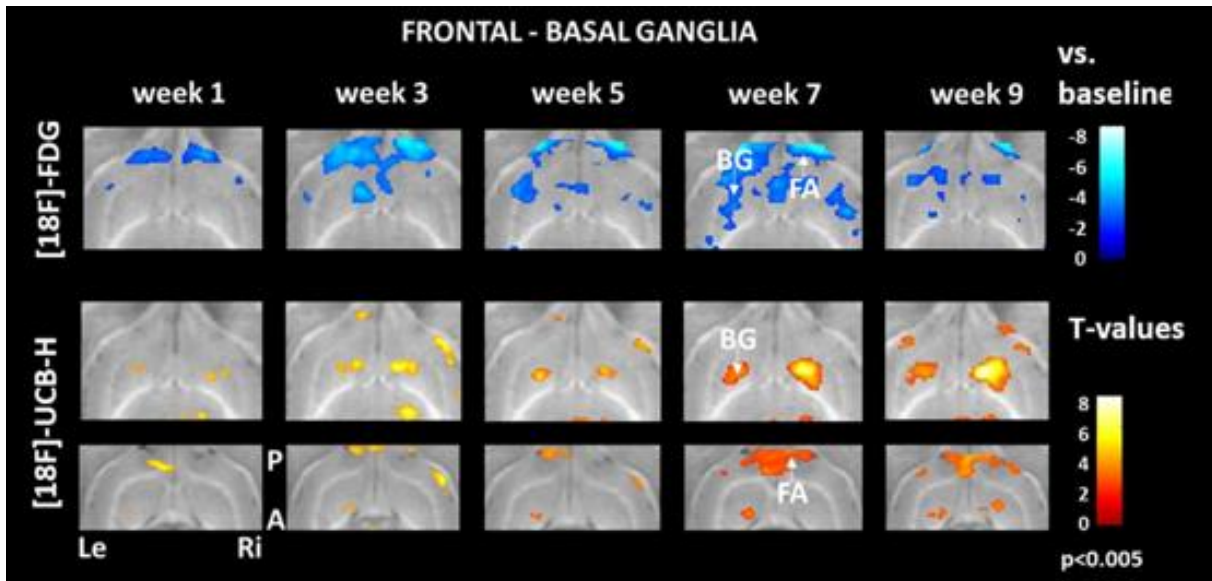 FRONTAL - BASAL GANGLIA
vs.
baseline
week 1
week 3
week 5
week 7
week 9
[18F]-FDG
BG
FA
-8
-6
-4
-2
0
[18F]-UCB-H
BG
T-values
P
A
FA
8
6
4
2
0
Le
Ri
p<0.005